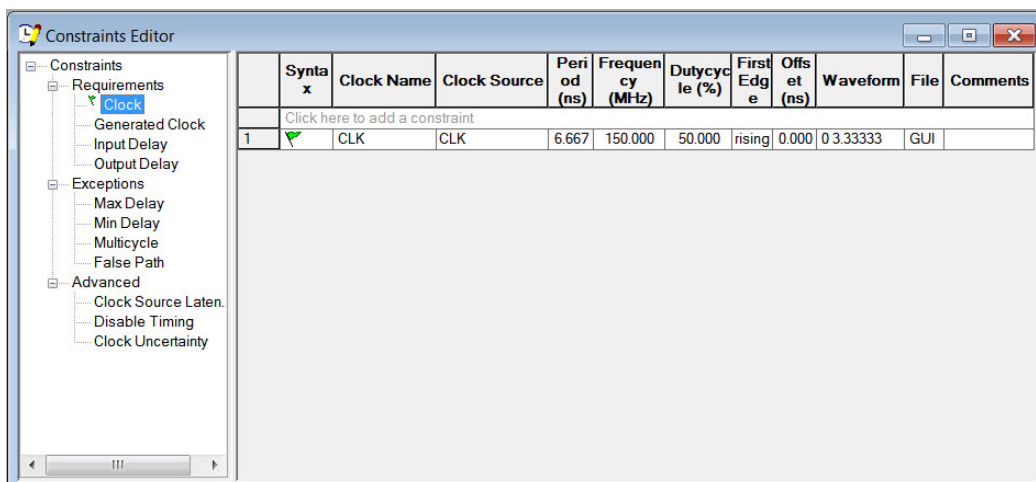 Constraints Editor
Constraints
Requirements
Clock
Generated Clock
Input Delay
Output Delay
Exceptions
Max Delay
Min Delay
Multicycle
False Path
Advanced
Clock Source Laten.
Disable Timing
Clock Uncertainty
Synta
x
Clock Name
Clock Source
Peri
od
(ns)
Frequen
cy
(MHz)
Dutycyc
le (%)
First
Edg
e
Offs
et
(ns)
Waveform
File
Comments
Click here to add a constraint
1 CLK CLK 6.667 150.000 50.000 rising 0.000 0 3.33333 GUI